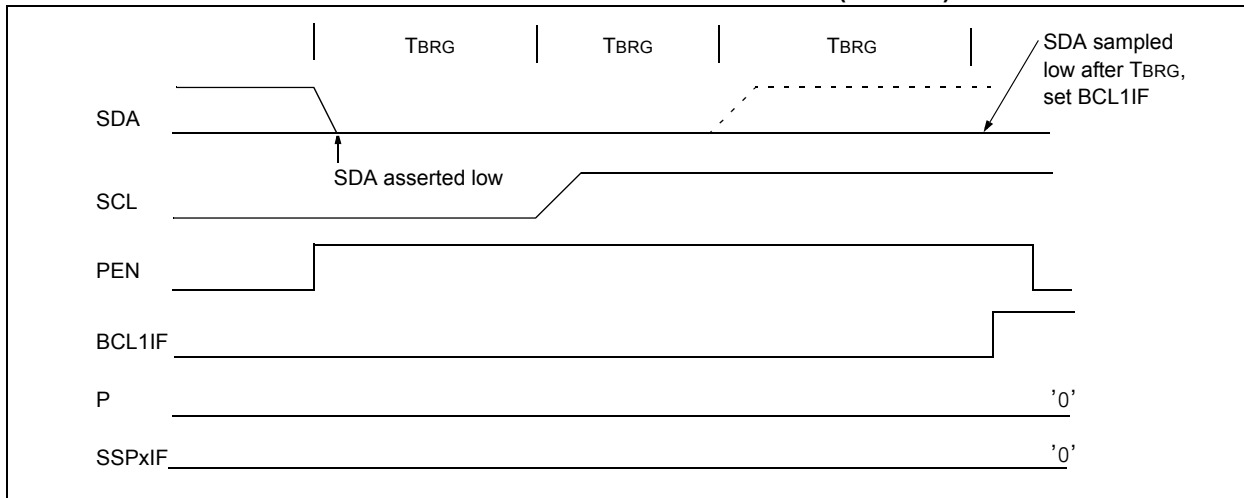 TBRG TBRG TBRG
SDA sampled
low after TBRG,
set BCL1IF
SDA
SDA asserted low
SCL
PEN
BCL1IF
P '0'
SSPxIF '0'